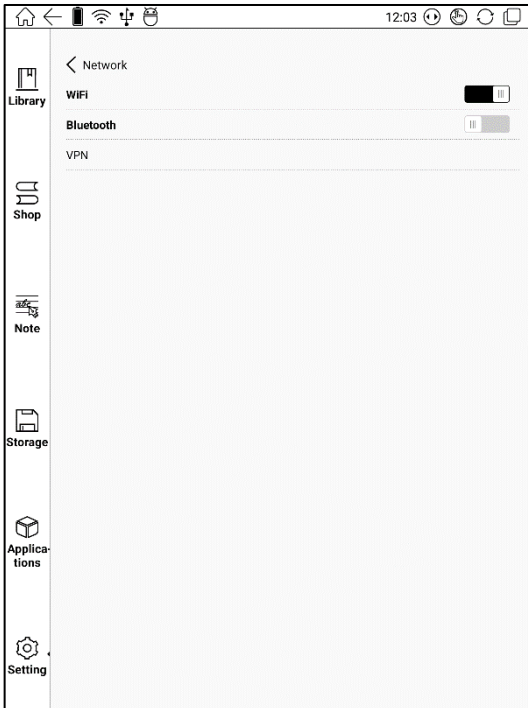 12:03
Network
WiFi
Bluetooth
VPN
Library
Shop
Note
Storage
Applica-
tions
Setting